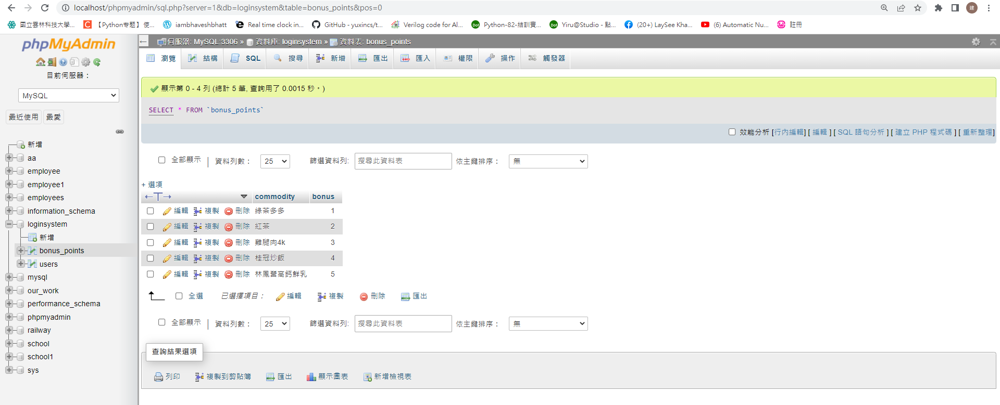 localhost/phpmyadmin/sql.php?server=1&db=loginsystem&table=bonus_points&pos=0
建
國立雲林科技大學...
【Python专题】使...
iambhaveshbhatt
Real time clock in...
GitHub - yuxincs/t...
Verilog code for Al...
Python-82-結訓實...
Yiru@Studio - 點...
(20+) LaySee Kha...
(6) Automatic Nu...
註冊
phpMyAdmin
目前伺服器：
MySQL
最近使用 最愛
新增
aa
employee
employee1
employees
information_schema
loginsystem
新增
bonus_points
users
mysql
our_work
performance_schema
phpmyadmin
railway
school
school1
sys
伺服器: MySQL:3306 » 資料庫: loginsystem » 資料表: bonus_points
瀏覽 結構 SQL 搜尋 新增 匯出 匯入 權限 操作 觸發器
顯示第 0 - 4 列 (總計 5 筆, 查詢用了 0.0015 秒。)
SELECT * FROM `bonus_points`
效能分析 [行內編輯] [ 編輯 ] [ SQL 語句分析 ] [ 建立 PHP 程式碼 ] [ 重新整理]
全部顯示 | 資料列數： 25 篩選資料列: 搜尋此資料表 依主鍵排序： 無
+ 選項
←T→ commodity bonus
編輯 複製 刪除 綠茶多多 1
編輯 複製 刪除 紅茶 2
編輯 複製 刪除 雞腿肉4k 3
編輯 複製 刪除 桂冠炒飯 4
編輯 複製 刪除 林鳳營高鈣鮮乳 5
全選 已選擇項目： 編輯 複製 刪除 匯出
全部顯示 | 資料列數： 25 篩選資料列: 搜尋此資料表 依主鍵排序： 無
查詢結果選項
列印 複製到剪貼簿 匯出 顯示圖表 新增檢視表